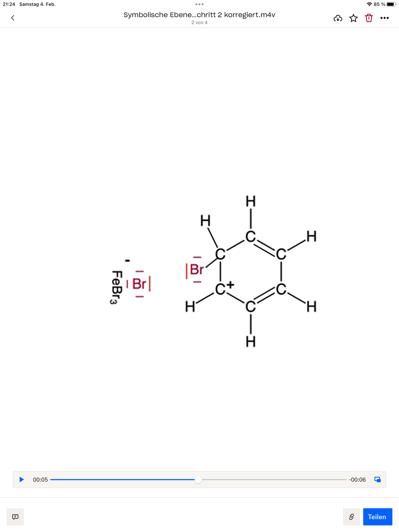 21:24 Samstag 4. Feb.
85 %
Symbolische Ebene...chritt 2 korregiert.m4v
2 von 4
H
H
H
C
C
C
Br
C+
C
C
H
H
H
-
FeBr3
Br
00:05
-00:06
Teilen